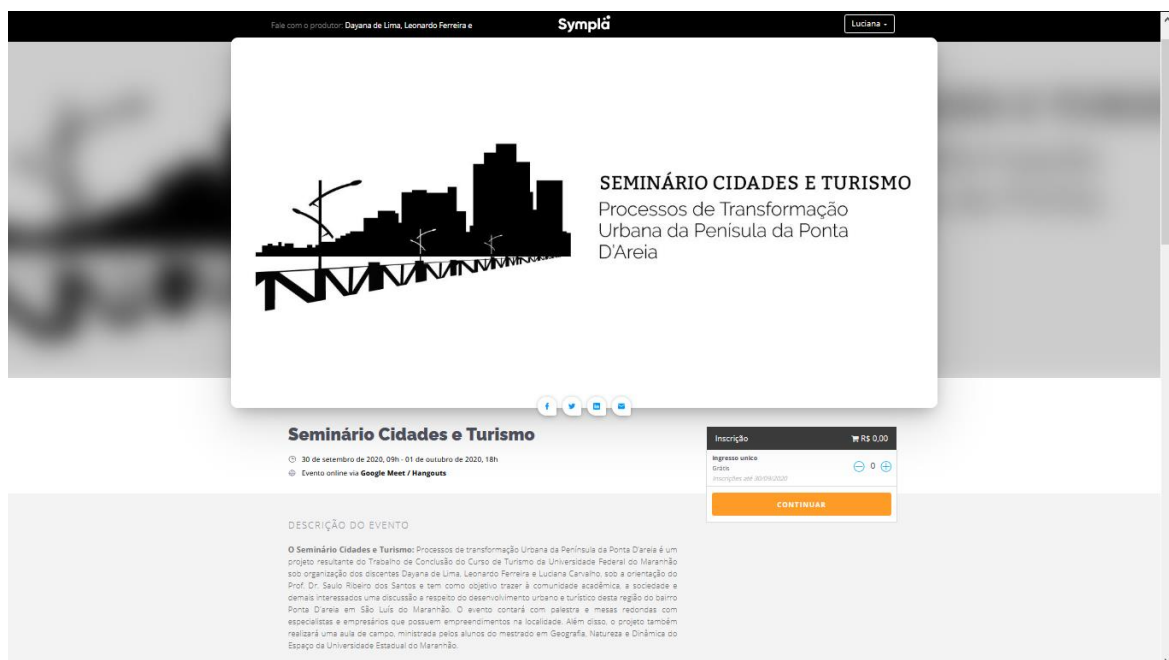 Fale com o produtor: Dayana de Lima, Leonardo Ferreira e
Sympla
Luciana
SEMINÁRIO CIDADES E TURISMO
Processos de Transformação
Urbana da Penísula da Ponta
D'Areia
Seminário Cidades e Turismo
30 de setembro de 2020, 09h - 01 de outubro de 2020, 18h
Evento online via Google Meet / Hangouts
Inscrição R$ 0,00
Ingresso unico
Grátis
Inscrições até 30/09/2020
0
CONTINUAR
DESCRIÇÃO DO EVENTO
O Seminário Cidades e Turismo: Processos de transformação Urbana da Península da Ponta D'areia é um
projeto resultante do Trabalho de Conclusão do Curso de Turismo da Universidade Federal do Maranhão
sob organização dos discentes Dayana de Lima, Leonardo Ferreira e Luciana Carvalho, sob a orientação do
Prof. Dr. Saulo Ribeiro dos Santos e tem como objetivo trazer à comunidade acadêmica, a sociedade e
demais interessados uma discussão a respeito do desenvolvimento urbano e turístico desta região do bairro
Ponta D'areia em São Luís do Maranhão. O evento contará com palestra e mesas redondas com
especialistas e empresários que possuem empreendimentos na localidade. Além disso, o projeto também
realizará uma aula de campo, ministrada pelos alunos do mestrado em Geografia, Natureza e Dinâmica do
Espaço da Universidade Estadual do Maranhão.